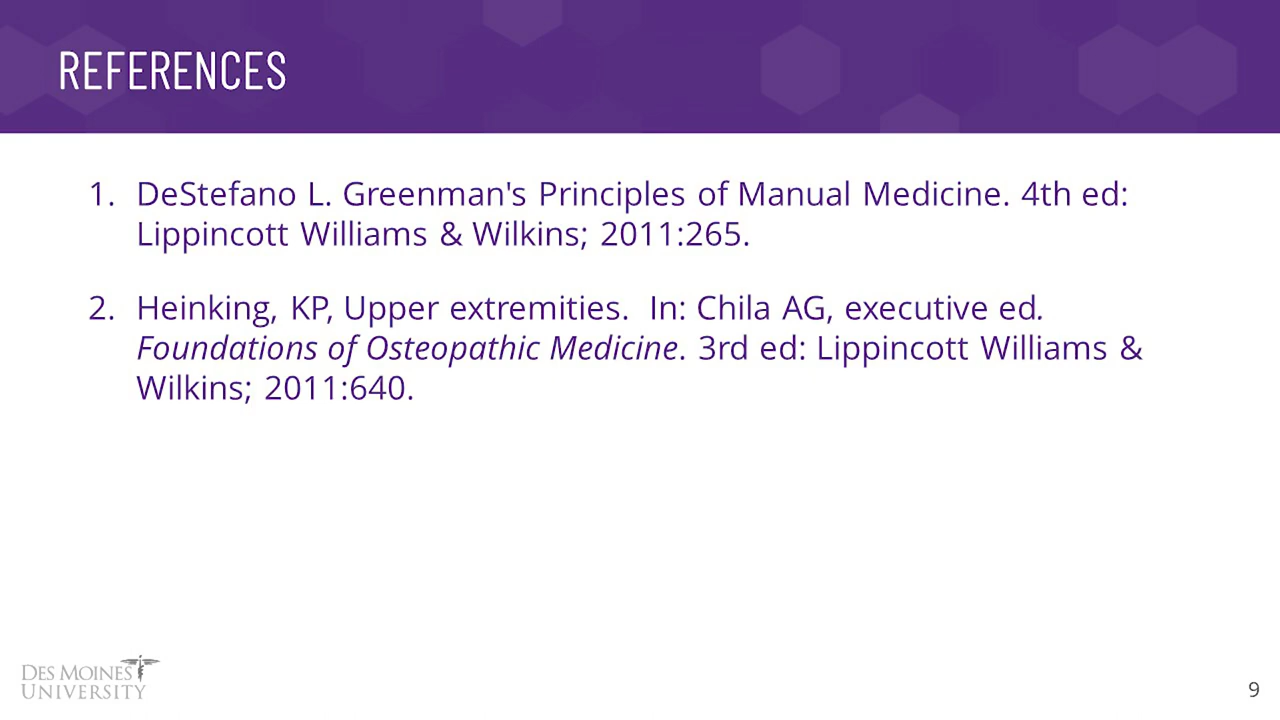 REFERENCES
1. DeStefano L. Greenman's Principles of Manual Medicine. 4th ed:
Lippincott Williams & Wilkins; 2011:265.
2. Heinking, KP, Upper extremities.  In: Chila AG, executive ed.
Foundations of Osteopathic Medicine. 3rd ed: Lippincott Williams &
Wilkins; 2011:640.
DES MOINES
UNIVERSITY
9